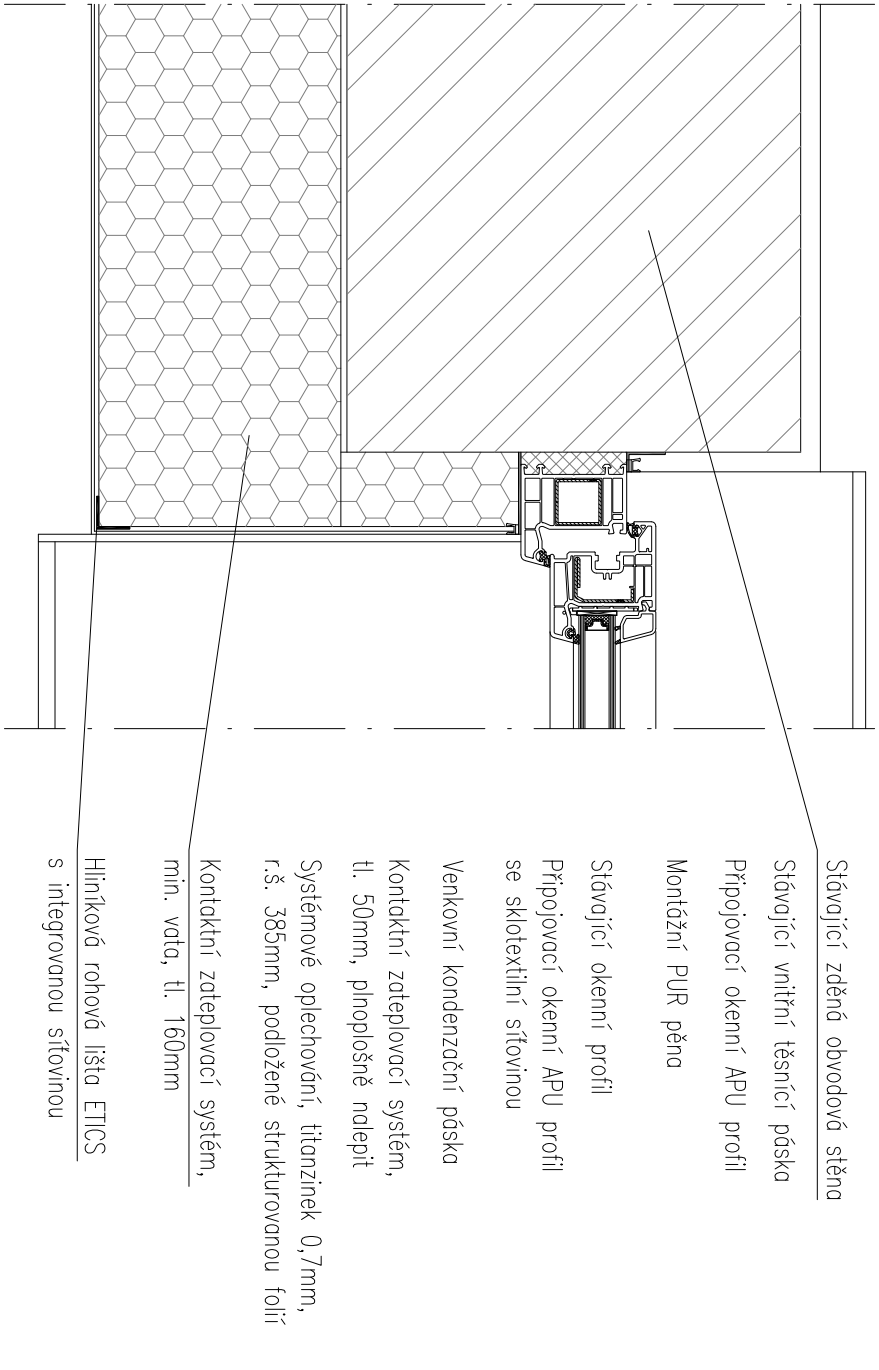 Stávající zděná obvodová stěna
Stávající vnitřní těsnící páska
Připojovací okenní APU profil
Montážní PUR pěna
Stávající okenní profil
Připojovací okenní APU profil
se sklotextilní síťovinou
Venkovní kondenzační páska
Kontaktní zateplovací systém,
tl. 50mm, plnoplošně nalepit
Systémové oplechování, titanzinek 0,7mm,
r.š. 385mm, podložené strukturovanou folií
Kontaktní zateplovací systém,
min. vata, tl. 160mm
Hliníková rohová lišta ETICS
s integrovanou síťovinou